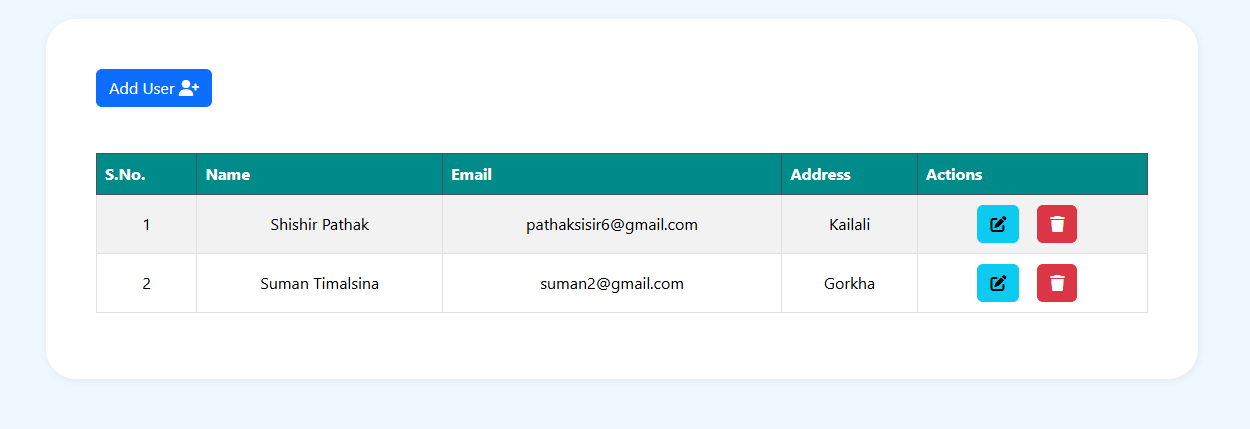 Add User
S.No. Name Email Address Actions
1 Shishir Pathak pathaksisir6@gmail.com Kailali
2 Suman Timalsina suman2@gmail.com Gorkha